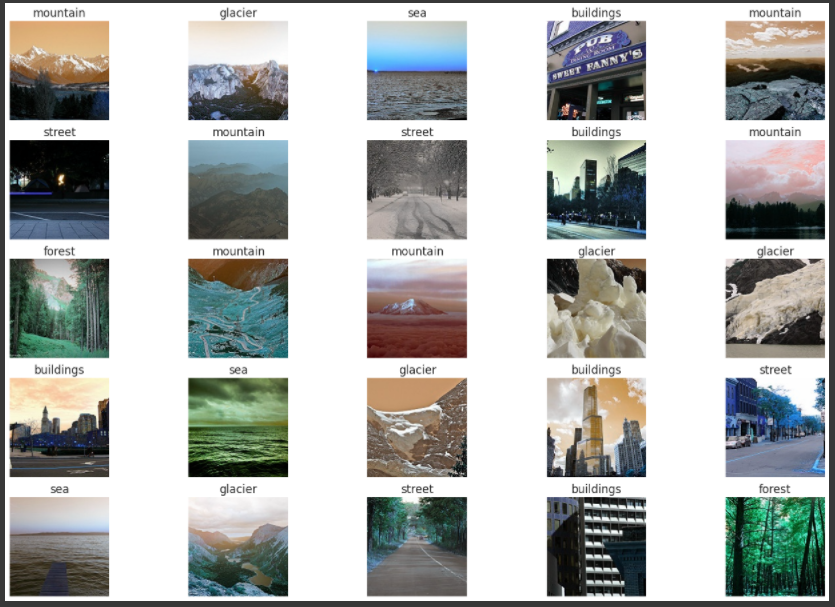 mountain glacier sea buildings mountain
PUB
SWEET FANNY'S
street mountain street buildings mountain
forest mountain mountain glacier glacier
buildings sea glacier buildings street
sea glacier street buildings forest